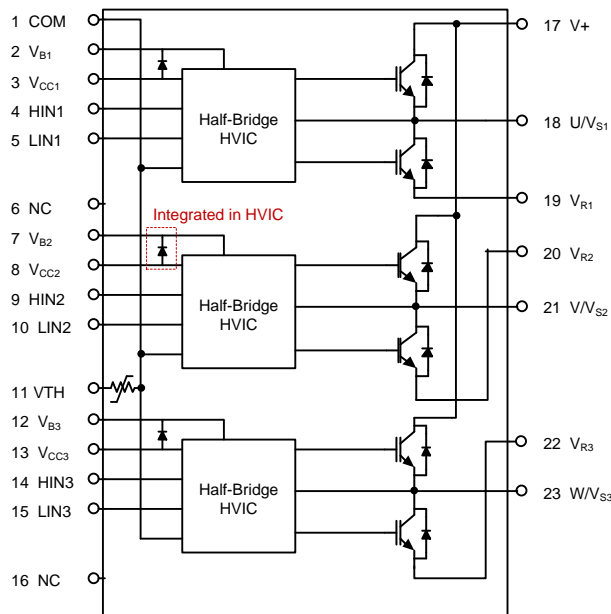 1 COM
2 VB1
3 VCC1
4 HIN1
5 LIN1
6 NC
7 VB2
8 VCC2
9 HIN2
10 LIN2
11 VTH
12 VB3
13 VCC3
14 HIN3
15 LIN3
16 NC
Half-Bridge
HVIC
Integrated in HVIC
Half-Bridge
HVIC
Half-Bridge
HVIC
17 V+
18 U/VS1
19 VR1
20 VR2
21 V/VS2
22 VR3
23 W/VS3